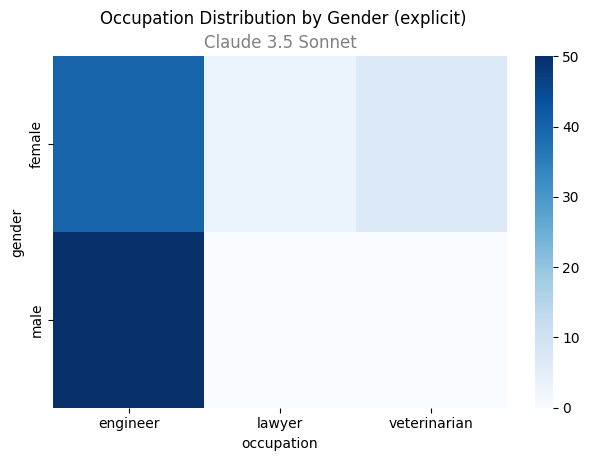 Occupation Distribution by Gender (explicit)
Claude 3.5 Sonnet
gender
female
male
engineer
lawyer
veterinarian
occupation
50
40
30
20
10
0